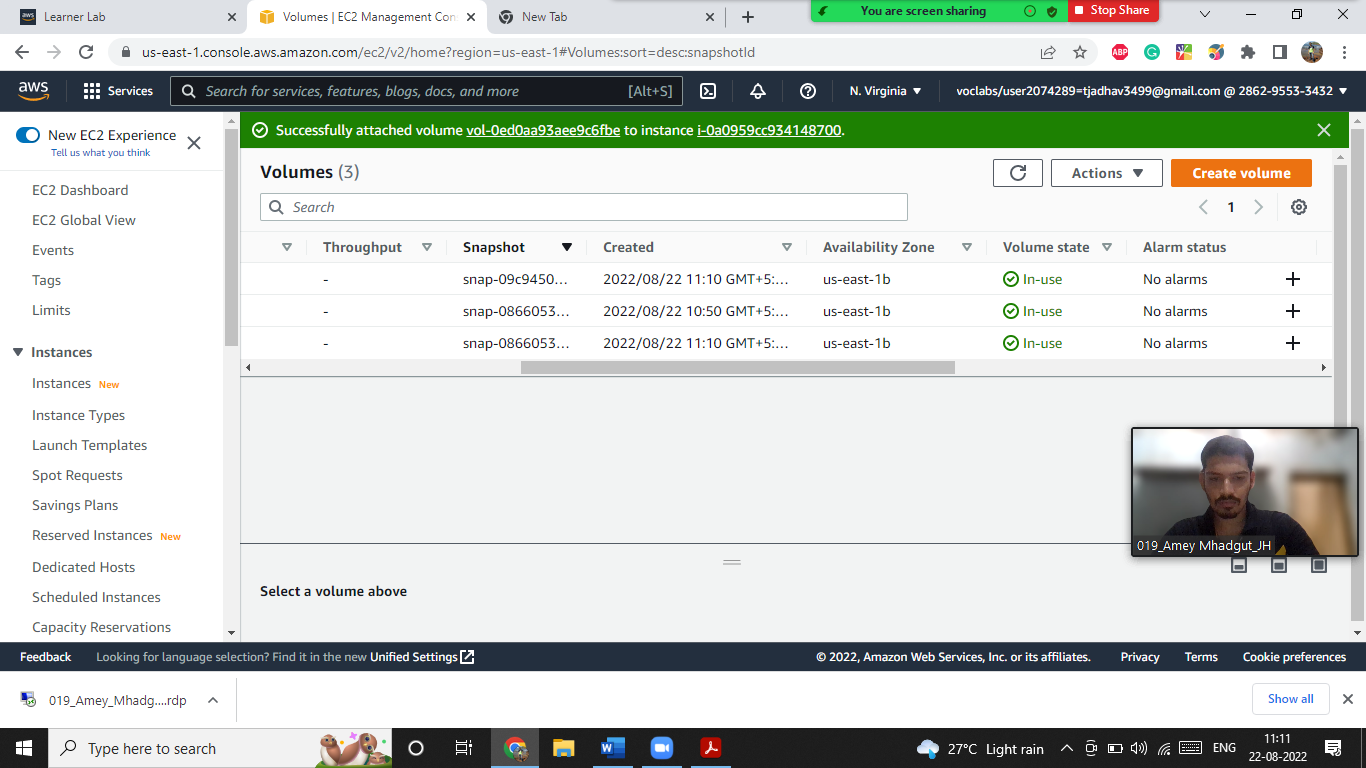 Learner Lab
Volumes | EC2 Management Con
New Tab
You are screen sharing
Stop Share
us-east-1.console.aws.amazon.com/ec2/v2/home?region=us-east-1#Volumes:sort=desc:snapshotId
ABP
aws
Services
Search for services, features, blogs, docs, and more
[Alt+S]
N. Virginia
voclabs/user2074289=tjadhav3499@gmail.com @ 2862-9553-3432
New EC2 Experience
Tell us what you think
EC2 Dashboard
EC2 Global View
Events
Tags
Limits
Instances
Instances New
Instance Types
Launch Templates
Spot Requests
Savings Plans
Reserved Instances New
Dedicated Hosts
Scheduled Instances
Capacity Reservations
Successfully attached volume vol-0ed0aa93aee9c6fbe to instance i-0a0959cc934148700.
Volumes (3)
Actions
Create volume
Search
1
Throughput Snapshot Created Availability Zone Volume state Alarm status
- snap-09c9450... 2022/08/22 11:10 GMT+5:... us-east-1b In-use No alarms +
- snap-0866053... 2022/08/22 10:50 GMT+5:... us-east-1b In-use No alarms +
- snap-0866053... 2022/08/22 11:10 GMT+5:... us-east-1b In-use No alarms +
019_Amey Mhadgut_JH
Select a volume above
Feedback Looking for language selection? Find it in the new Unified Settings
© 2022, Amazon Web Services, Inc. or its affiliates. Privacy Terms Cookie preferences
019_Amey_Mhadg....rdp
Show all
Type here to search
27°C Light rain
ENG
11:11
22-08-2022